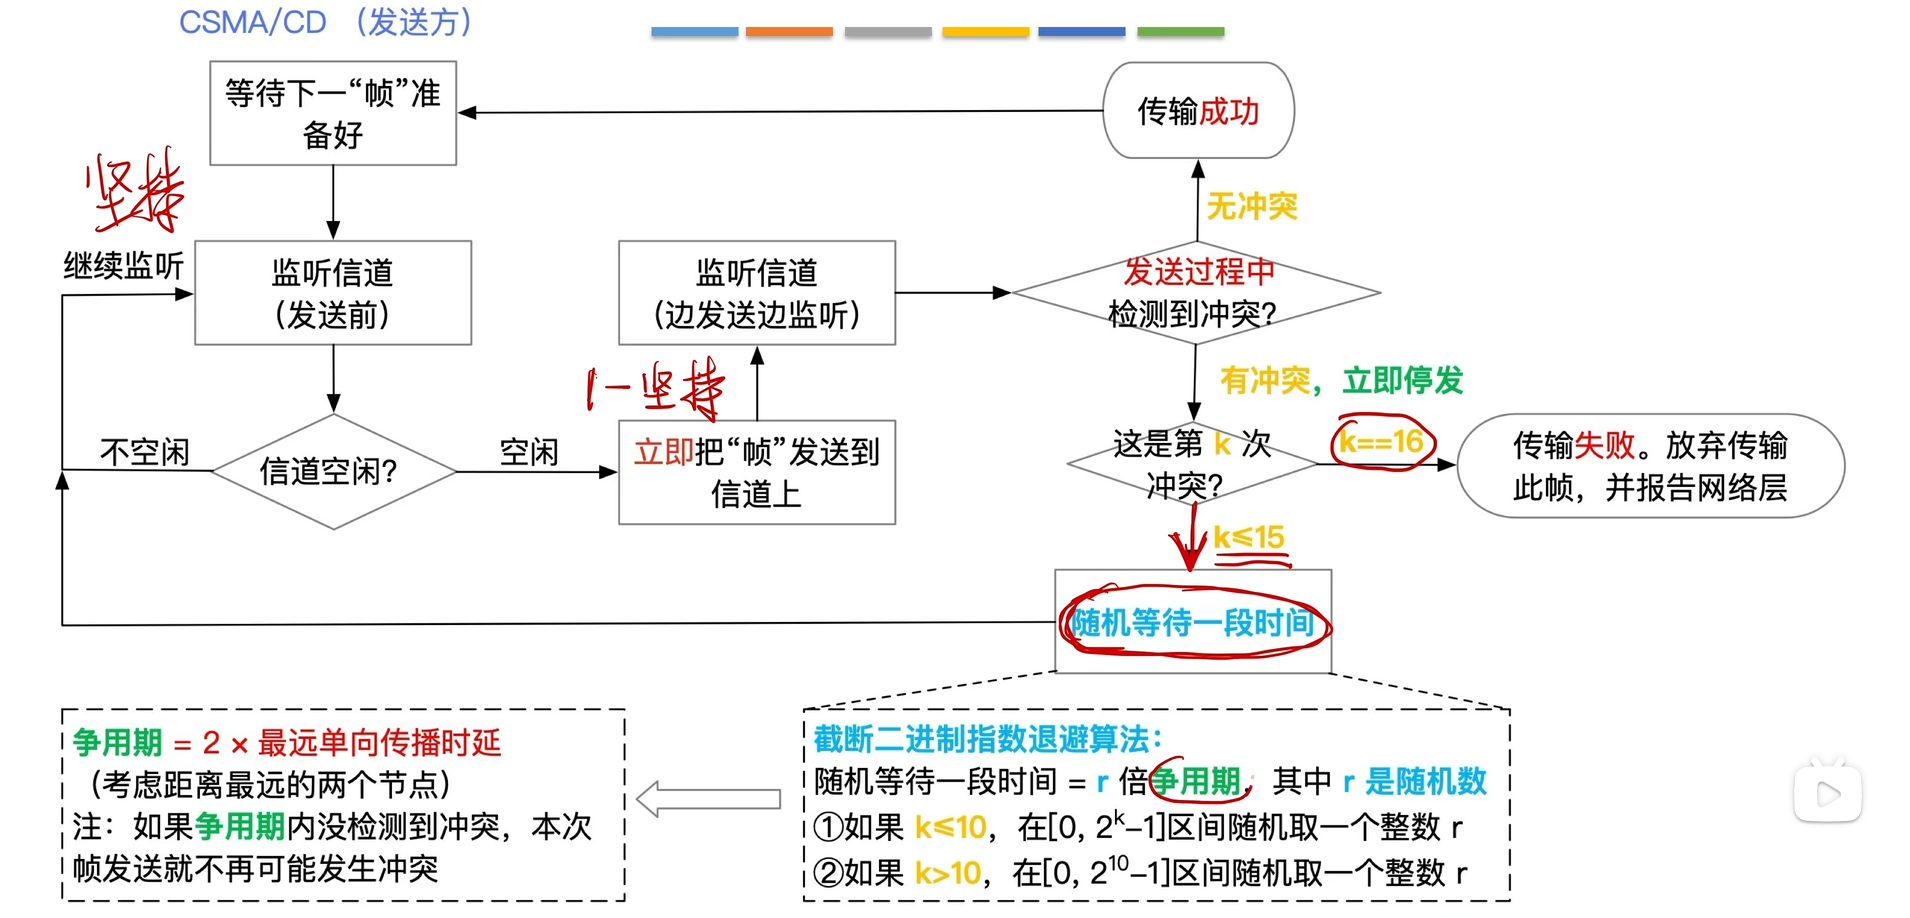 CSMA/CD （发送方）
等待下一“帧”准
备好
传输成功
坚持
无冲突
继续监听
监听信道
（发送前）
监听信道
（边发送边监听）
发送过程中
检测到冲突？
1-坚持
有冲突，立即停发
不空闲
信道空闲？
空闲
立即把“帧”发送到
信道上
这是第 k 次
冲突？
k==16
传输失败。放弃传输
此帧，并报告网络层
k≤15
随机等待一段时间
争用期 = 2 × 最远单向传播时延
（考虑距离最远的两个节点）
注：如果争用期内没检测到冲突，本次
帧发送就不再可能发生冲突
截断二进制指数退避算法：
随机等待一段时间 = r 倍争用期，其中 r 是随机数
①如果 k≤10，在[0, 2^k–1]区间随机取一个整数 r
②如果 k>10，在[0, 2^10–1]区间随机取一个整数 r